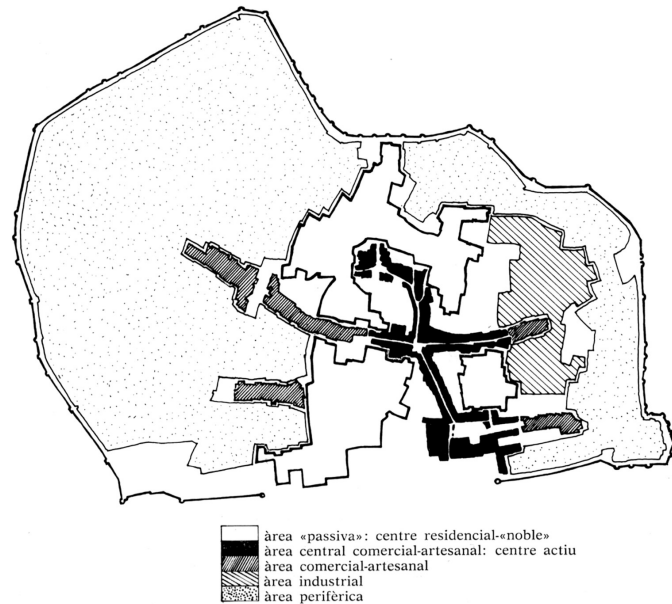 àrea «passiva»: centre residencial-«noble»
àrea central comercial-artesanal: centre actiu
àrea comercial-artesanal
àrea industrial
àrea perifèrica